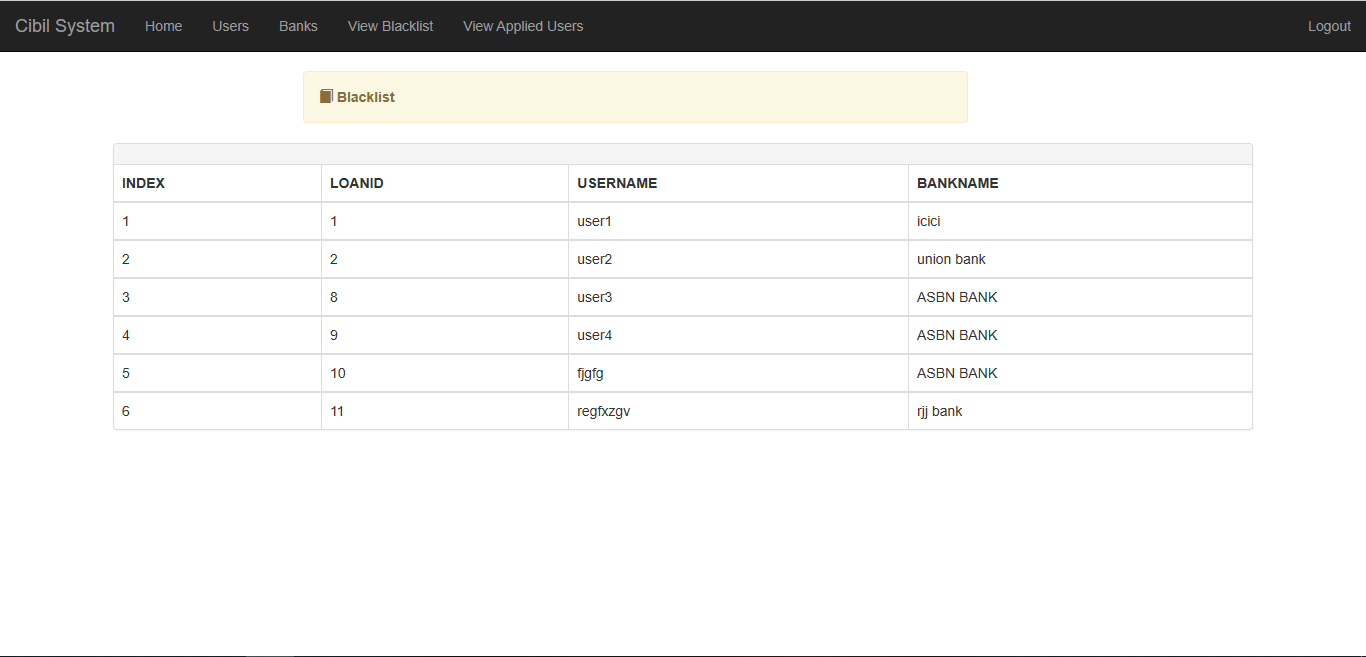 Cibil System Home Users Banks View Blacklist View Applied Users Logout
Blacklist
INDEX LOANID USERNAME BANKNAME
1 1 user1 icici
2 2 user2 union bank
3 8 user3 ASBN BANK
4 9 user4 ASBN BANK
5 10 fjgfg ASBN BANK
6 11 regfxzgv rjj bank